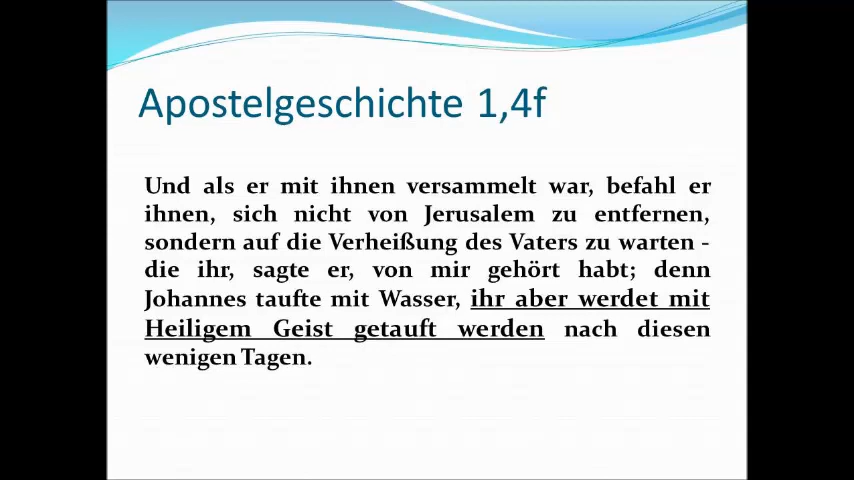 Apostelgeschichte 1,4f
Und als er mit ihnen versammelt war, befahl er
ihnen, sich nicht von Jerusalem zu entfernen,
sondern auf die Verheißung des Vaters zu warten -
die ihr, sagte er, von mir gehört habt; denn
Johannes taufte mit Wasser, ihr aber werdet mit
Heiligem Geist getauft werden nach diesen
wenigen Tagen.